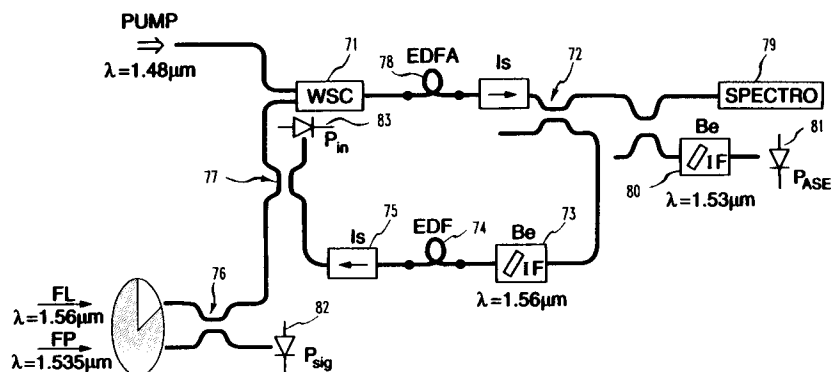 PUMP
λ=1.48μm
71
WSC
78
EDFA
Is
72
79
SPECTRO
83
Pin
77
Be
IF
80
λ=1.53μm
81
PASE
Is
75
EDF
74
Be
73
IF
λ=1.56μm
76
FL
λ=1.56μm
FP
λ=1.535μm
82
Psig